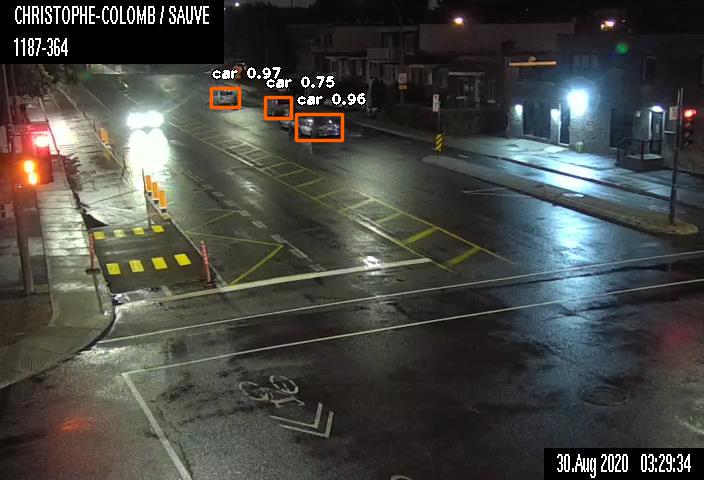 CHRISTOPHE-COLOMB / SAUVE
1187-364
car 0.97
car 0.75
car 0.96
30.Aug 2020 03:29:34